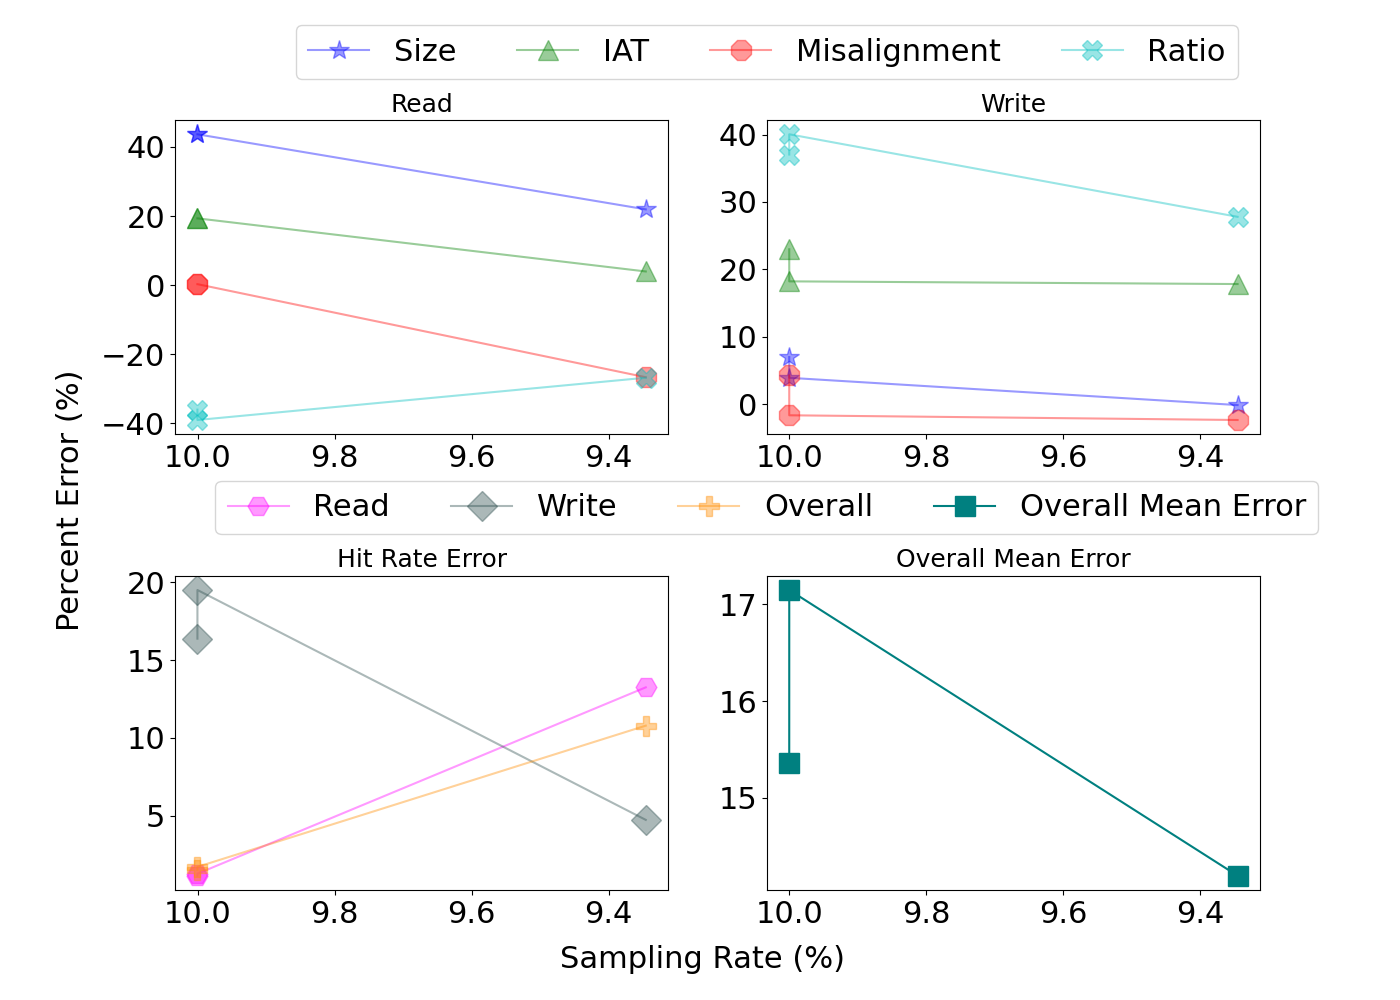 Size IAT Misalignment Ratio
Read Write
40
20
0
−20
−40
10.0 9.8 9.6 9.4
40
30
20
10
0
10.0 9.8 9.6 9.4
Percent Error (%)
Read Write Overall Overall Mean Error
Hit Rate Error Overall Mean Error
20
15
10
5
10.0 9.8 9.6 9.4
17
16
15
10.0 9.8 9.6 9.4
Sampling Rate (%)